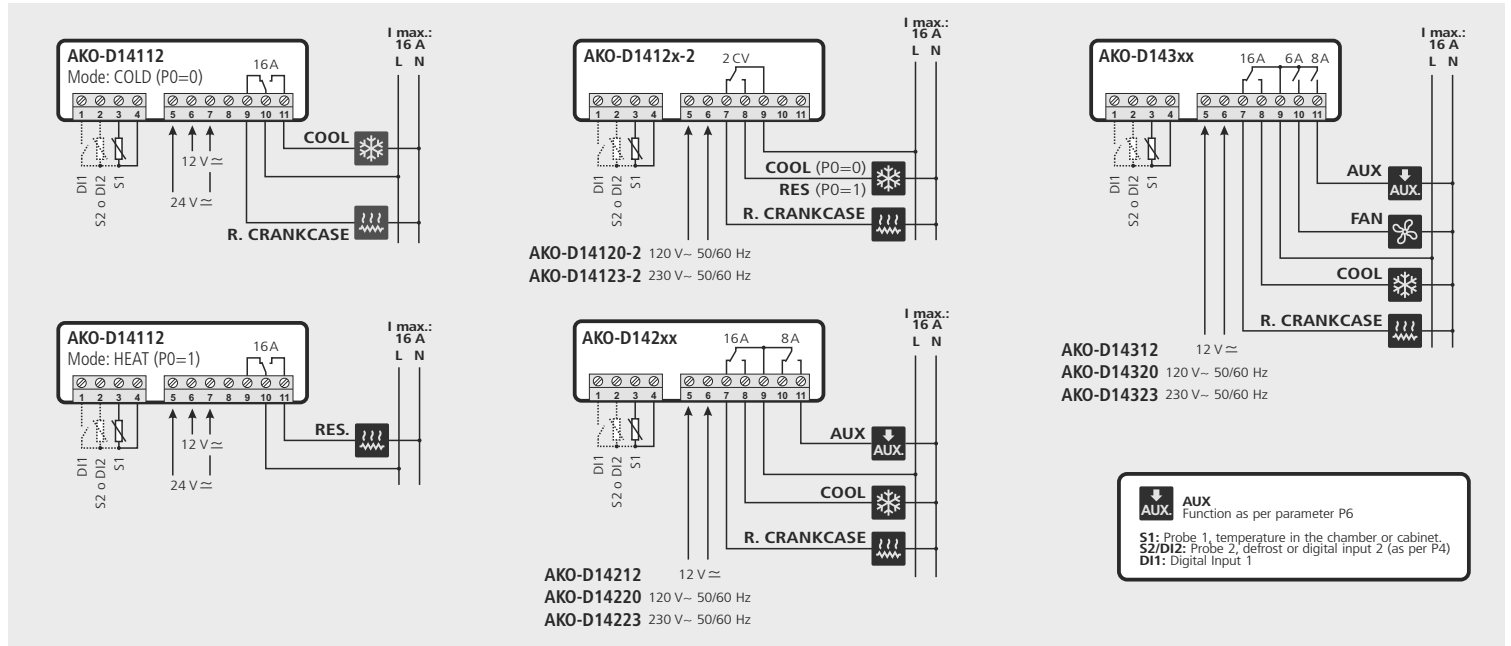 AKO-D14112
Mode: COLD (P0=0)
16A
I max.:
16 A
L N
1 2 3 4 5 6 7 8 9 10 11
DI1
S2 o DI2
S1
12 V ≃
24 V ≃
COOL
R. CRANKCASE
AKO-D14112
Mode: HEAT (P0=1)
16A
I max.:
16 A
L N
1 2 3 4 5 6 7 8 9 10 11
DI1
S2 o DI2
S1
12 V ≃
24 V ≃
RES.
AKO-D1412x-2
2 CV
I max.:
16 A
L N
1 2 3 4 5 6 7 8 9 10 11
DI1
S2 o DI2
S1
COOL (P0=0)
RES (P0=1)
R. CRANKCASE
AKO-D14120-2 120 V~ 50/60 Hz
AKO-D14123-2 230 V~ 50/60 Hz
AKO-D142xx
16A 8A
I max.:
16 A
L N
1 2 3 4 5 6 7 8 9 10 11
DI1
S2 o DI2
S1
AUX
AUX.
COOL
R. CRANKCASE
AKO-D14212 12 V ≃
AKO-D14220 120 V~ 50/60 Hz
AKO-D14223 230 V~ 50/60 Hz
AKO-D143xx
16A 6A 8A
I max.:
16 A
L N
1 2 3 4 5 6 7 8 9 10 11
DI1
S2 o DI2
S1
AUX
AUX.
FAN
COOL
R. CRANKCASE
AKO-D14312 12 V ≃
AKO-D14320 120 V~ 50/60 Hz
AKO-D14323 230 V~ 50/60 Hz
AUX.
AUX
Function as per parameter P6
S1: Probe 1, temperature in the chamber or cabinet.
S2/DI2: Probe 2, defrost or digital input 2 (as per P4)
DI1: Digital Input 1